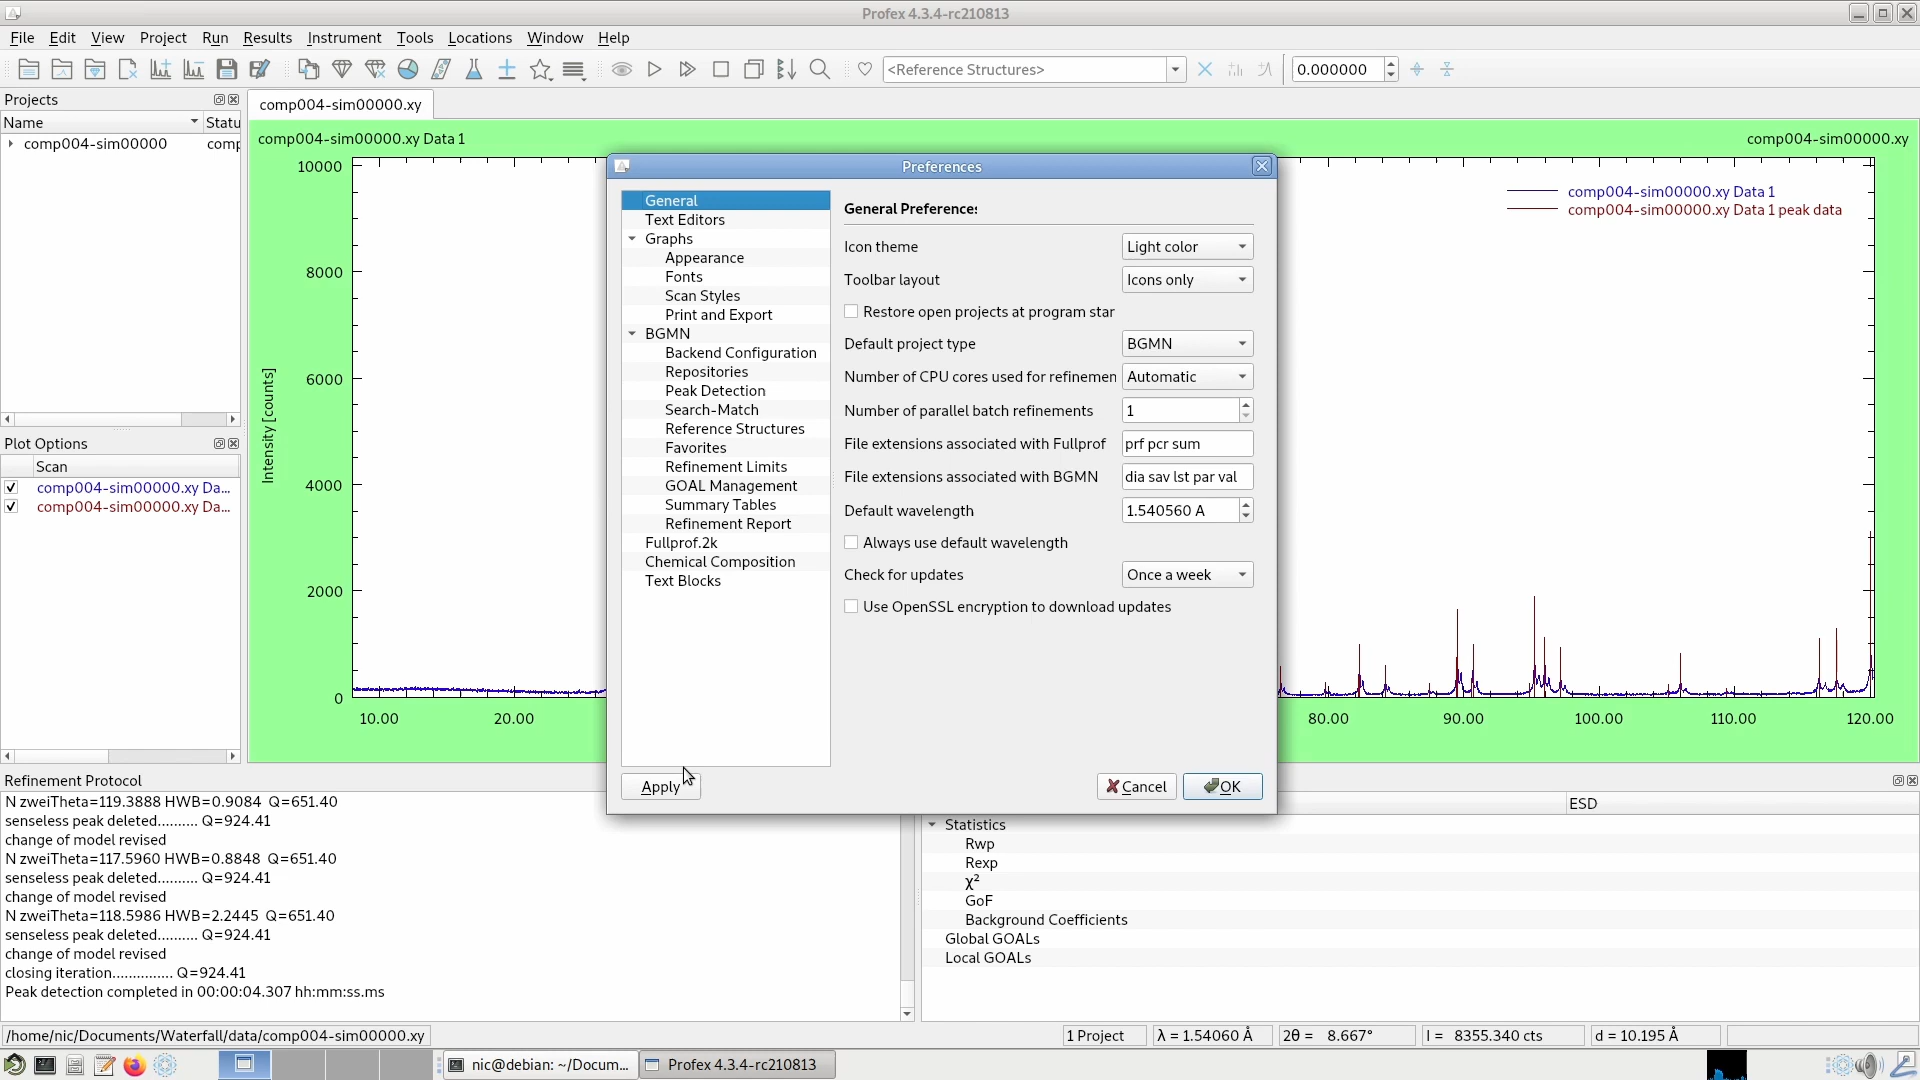 Profex 4.3.4-rc210813
File Edit View Project Run Results Instrument Tools Locations Window Help
<Reference Structures>
0.000000
Projects
Name Statu
comp004-sim00000 comp
Plot Options
Scan
comp004-sim00000.xy Da...
comp004-sim00000.xy Da...
comp004-sim00000.xy
comp004-sim00000.xy Data 1
comp004-sim00000.xy
comp004-sim00000.xy Data 1
comp004-sim00000.xy Data 1 peak data
Intensity [counts]
10000
8000
6000
4000
2000
0
10.00 20.00 80.00 90.00 100.00 110.00 120.00
Preferences
General
Text Editors
Graphs
Appearance
Fonts
Scan Styles
Print and Export
BGMN
Backend Configuration
Repositories
Peak Detection
Search-Match
Reference Structures
Favorites
Refinement Limits
GOAL Management
Summary Tables
Refinement Report
Fullprof.2k
Chemical Composition
Text Blocks
General Preference:
Icon theme Light color
Toolbar layout Icons only
Restore open projects at program star
Default project type BGMN
Number of CPU cores used for refinemen Automatic
Number of parallel batch refinements 1
File extensions associated with Fullprof prf pcr sum
File extensions associated with BGMN dia sav lst par val
Default wavelength 1.540560 A
Always use default wavelength
Check for updates Once a week
Use OpenSSL encryption to download updates
Apply Cancel OK
Refinement Protocol
N zweiTheta=119.3888 HWB=0.9084 Q=651.40
senseless peak deleted.......... Q=924.41
change of model revised
N zweiTheta=117.5960 HWB=0.8848 Q=651.40
senseless peak deleted.......... Q=924.41
change of model revised
N zweiTheta=118.5986 HWB=2.2445 Q=651.40
senseless peak deleted.......... Q=924.41
change of model revised
closing iteration............... Q=924.41
Peak detection completed in 00:00:04.307 hh:mm:ss.ms
ESD
Statistics
Rwp
Rexp
χ²
GoF
Background Coefficients
Global GOALs
Local GOALs
/home/nic/Documents/Waterfall/data/comp004-sim00000.xy
1 Project λ = 1.54060 Å 2θ = 8.667° I = 8355.340 cts d = 10.195 Å
nic@debian: ~/Docum... Profex 4.3.4-rc210813